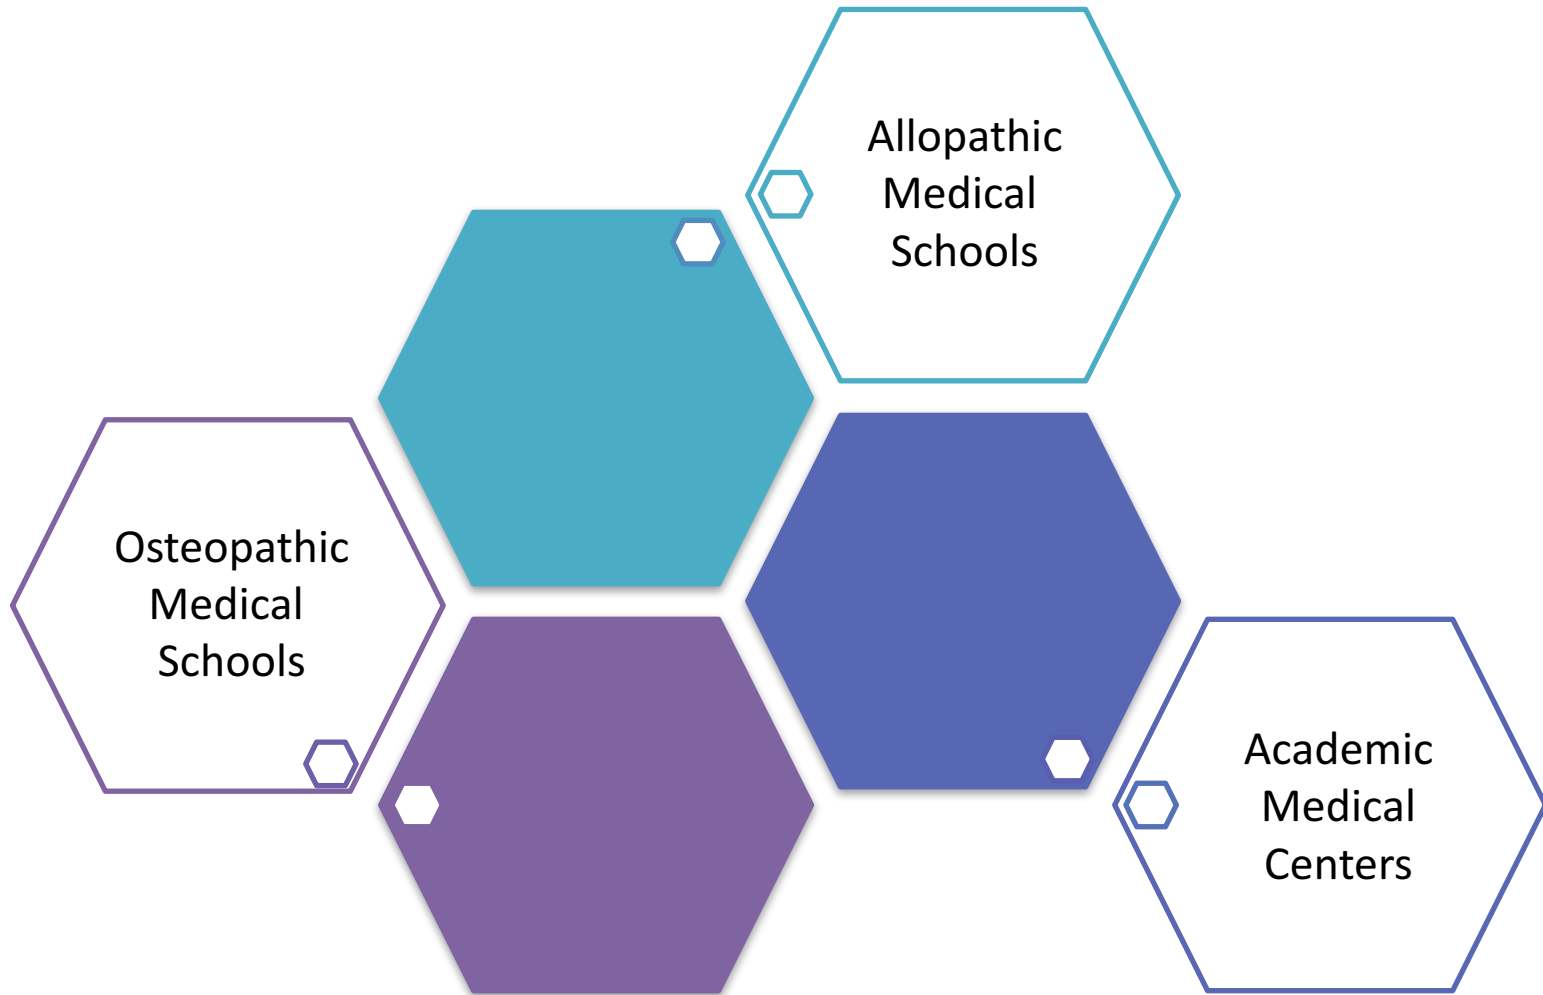 Allopathic
Medical
Schools
Osteopathic
Medical
Schools
Academic
Medical
Centers